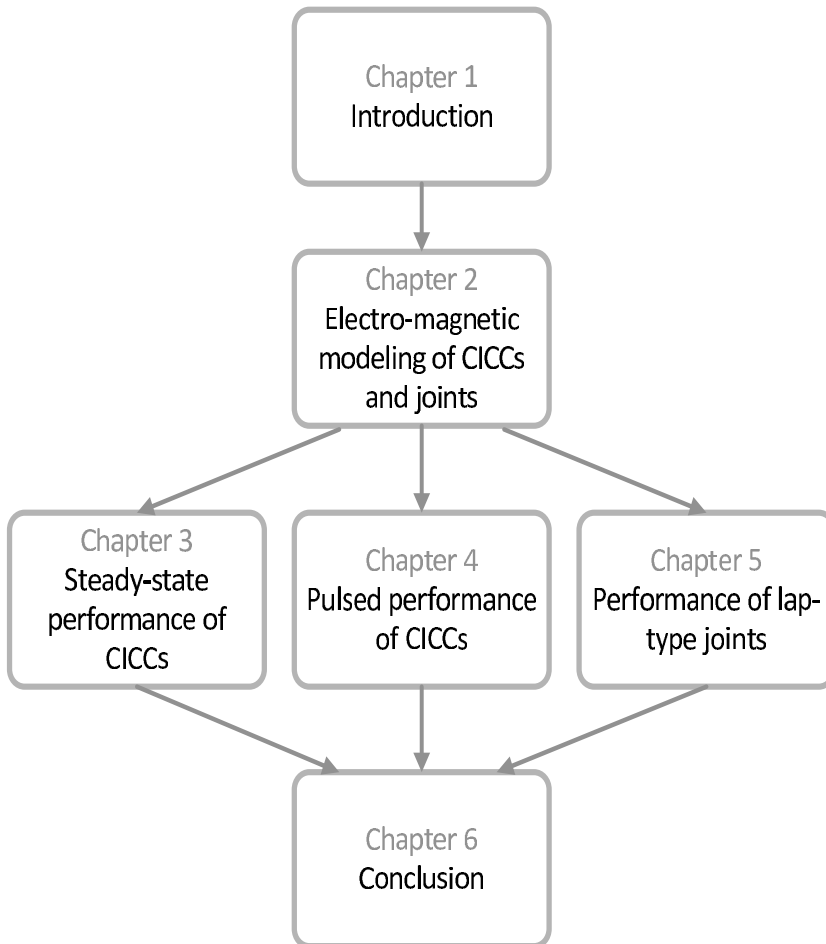 Chapter 1
Introduction
Chapter 2
Electro-magnetic
modeling of CICCs
and joints
Chapter 3
Steady-state
performance of
CICCs
Chapter 4
Pulsed performance
of CICCs
Chapter 5
Performance of lap-
type joints
Chapter 6
Conclusion